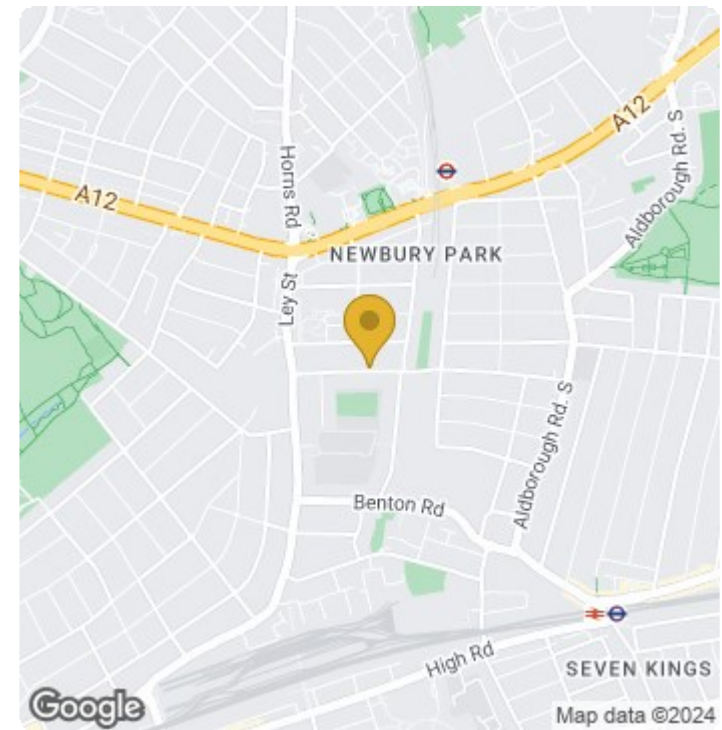 A12
Aldborough Rd. S
Horns Rd
A12
NEWBURY PARK
Ley St
Aldborough Rd. S
Benton Rd
High Rd
SEVEN KINGS
Google
Map data ©2024